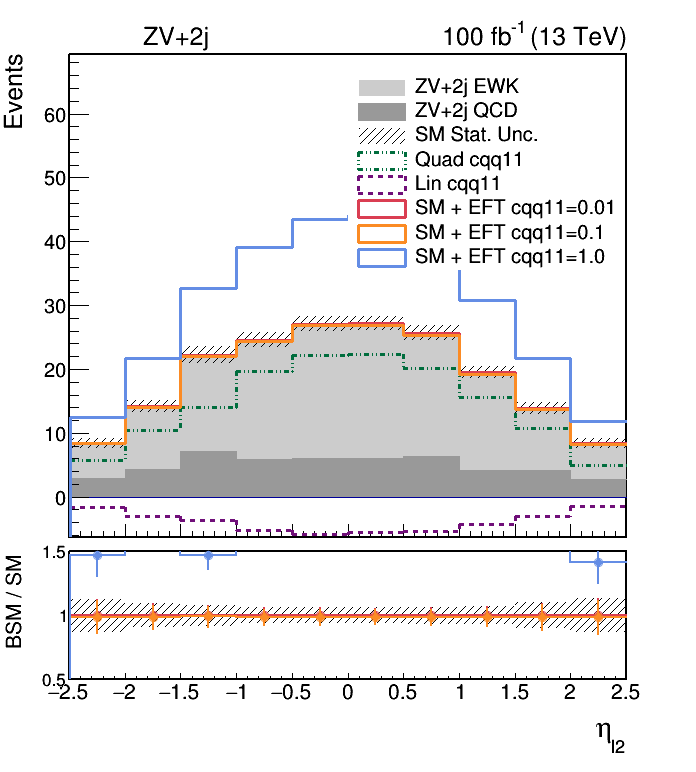 ZV+2j 100 fb-1 (13 TeV)
Events
ZV+2j EWK
ZV+2j QCD
SM Stat. Unc.
Quad cqq11
Lin cqq11
SM + EFT cqq11=0.01
SM + EFT cqq11=0.1
SM + EFT cqq11=1.0
60
50
40
30
20
10
0
BSM / SM
1.5
1
0.5
−2.5 −2 −1.5 −1 −0.5 0 0.5 1 1.5 2 2.5
η l2